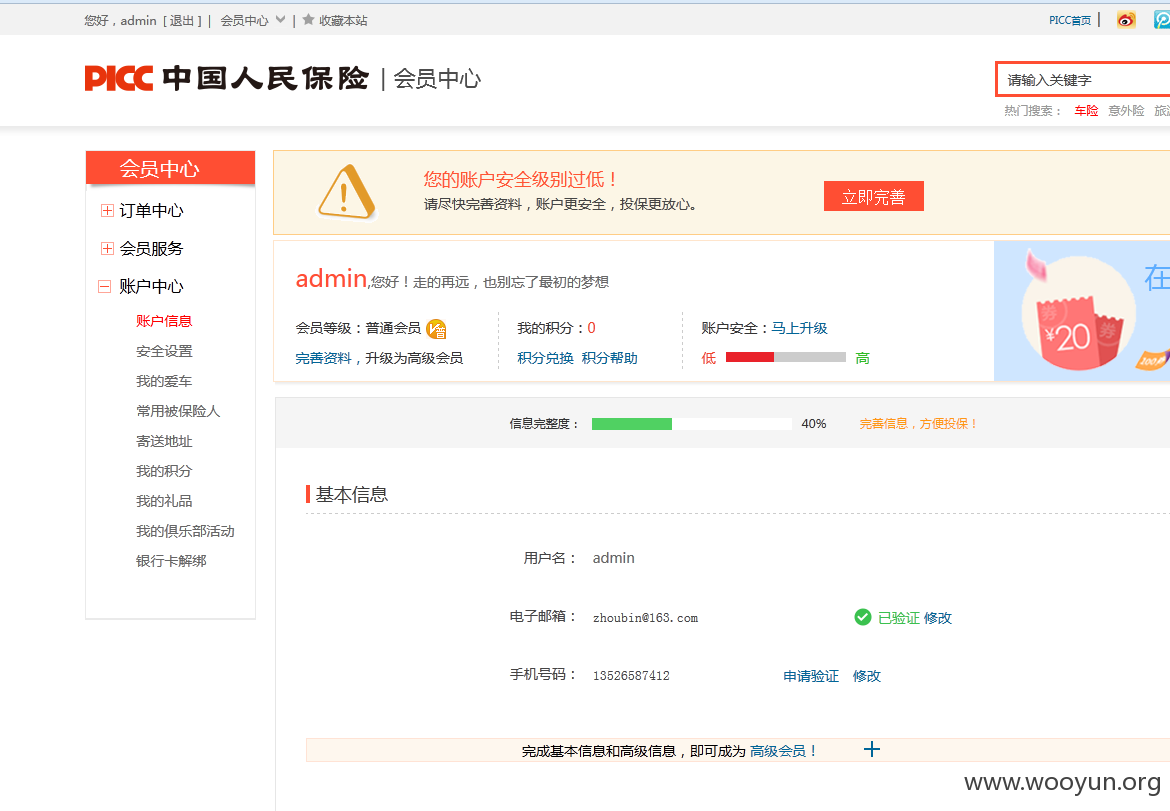 您好，admin [ 退出 ] | 会员中心 | 收藏本站 PICC首页 |
PICC 中国人民保险 | 会员中心
请输入关键字
热门搜索： 车险 意外险 旅游
会员中心
订单中心
会员服务
账户中心
账户信息
安全设置
我的爱车
常用被保险人
寄送地址
我的积分
我的礼品
我的俱乐部活动
银行卡解绑
您的账户安全级别过低！
请尽快完善资料，账户更安全，投保更放心。
立即完善
admin,您好！走的再远，也别忘了最初的梦想
会员等级：普通会员 V普
完善资料，升级为高级会员
我的积分：0
积分兑换 积分帮助
账户安全：马上升级
低 高
在
券 券
¥20
信息完整度： 40% 完善信息，方便投保！
基本信息
用户名： admin
电子邮箱： zhoubin@163.com 已验证 修改
手机号码： 13526587412 申请验证 修改
完成基本信息和高级信息，即可成为 高级会员！ +
www.wooyun.org